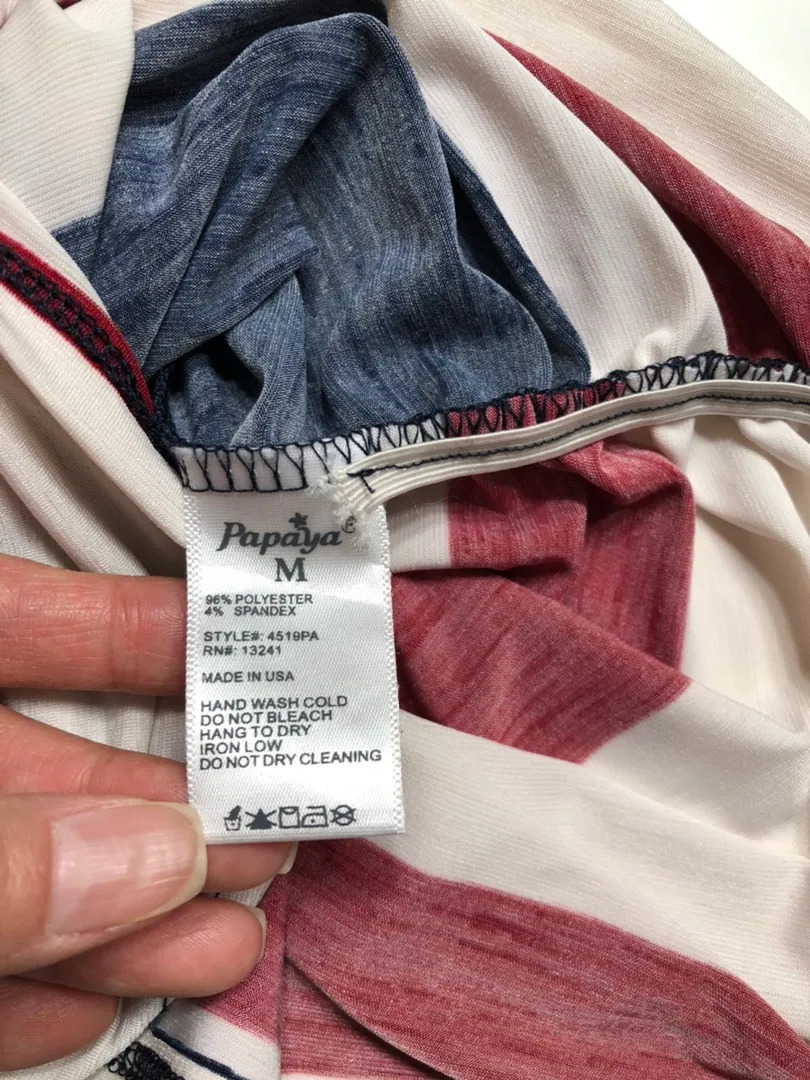 Papaya®
M
96% POLYESTER
4% SPANDEX
STYLE#: 4519PA
RN#: 13241
MADE IN USA
HAND WASH COLD
DO NOT BLEACH
HANG TO DRY
IRON LOW
DO NOT DRY CLEANING